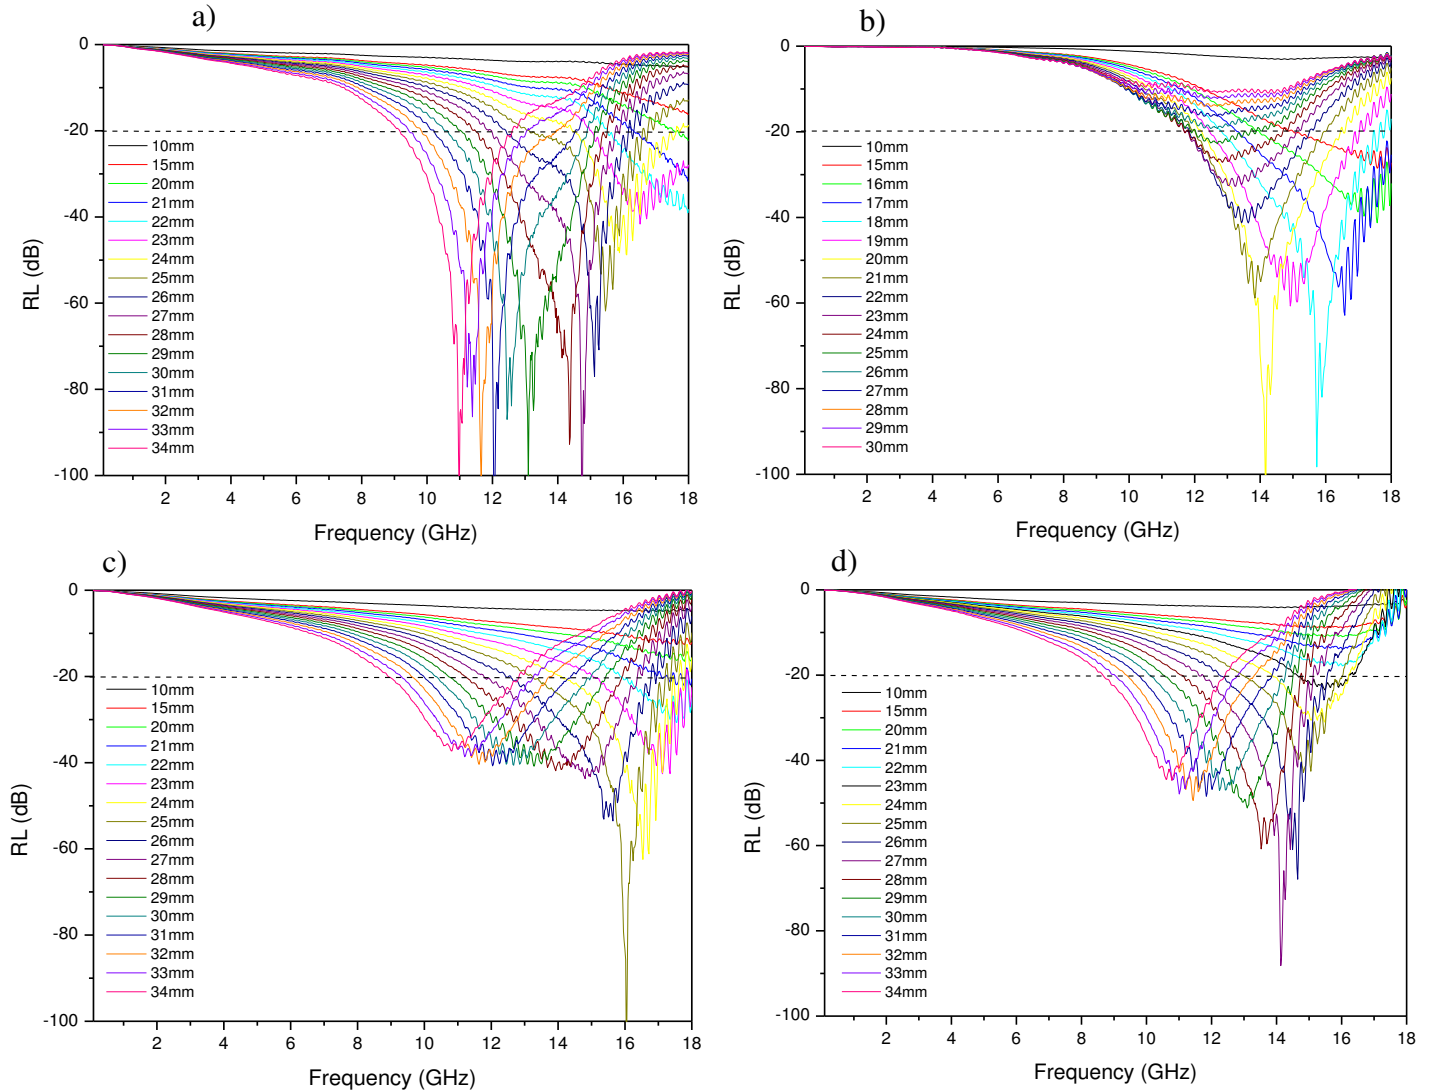 a)
0
-20
-40
-60
-80
-100
RL (dB)
10mm
15mm
20mm
21mm
22mm
23mm
24mm
25mm
26mm
27mm
28mm
29mm
30mm
31mm
32mm
33mm
34mm
2 4 6 8 10 12 14 16 18
Frequency (GHz)
b)
0
-20
-40
-60
-80
-100
RL (dB)
10mm
15mm
16mm
17mm
18mm
19mm
20mm
21mm
22mm
23mm
24mm
25mm
26mm
27mm
28mm
29mm
30mm
2 4 6 8 10 12 14 16 18
Frequency (GHz)
c)
0
-20
-40
-60
-80
-100
RL (dB)
10mm
15mm
20mm
21mm
22mm
23mm
24mm
25mm
26mm
27mm
28mm
29mm
30mm
31mm
32mm
33mm
34mm
2 4 6 8 10 12 14 16 18
Frequency (GHz)
d)
0
-20
-40
-60
-80
-100
RL (dB)
10mm
15mm
20mm
21mm
22mm
23mm
24mm
25mm
26mm
27mm
28mm
29mm
30mm
31mm
32mm
33mm
34mm
2 4 6 8 10 12 14 16 18
Frequency (GHz)